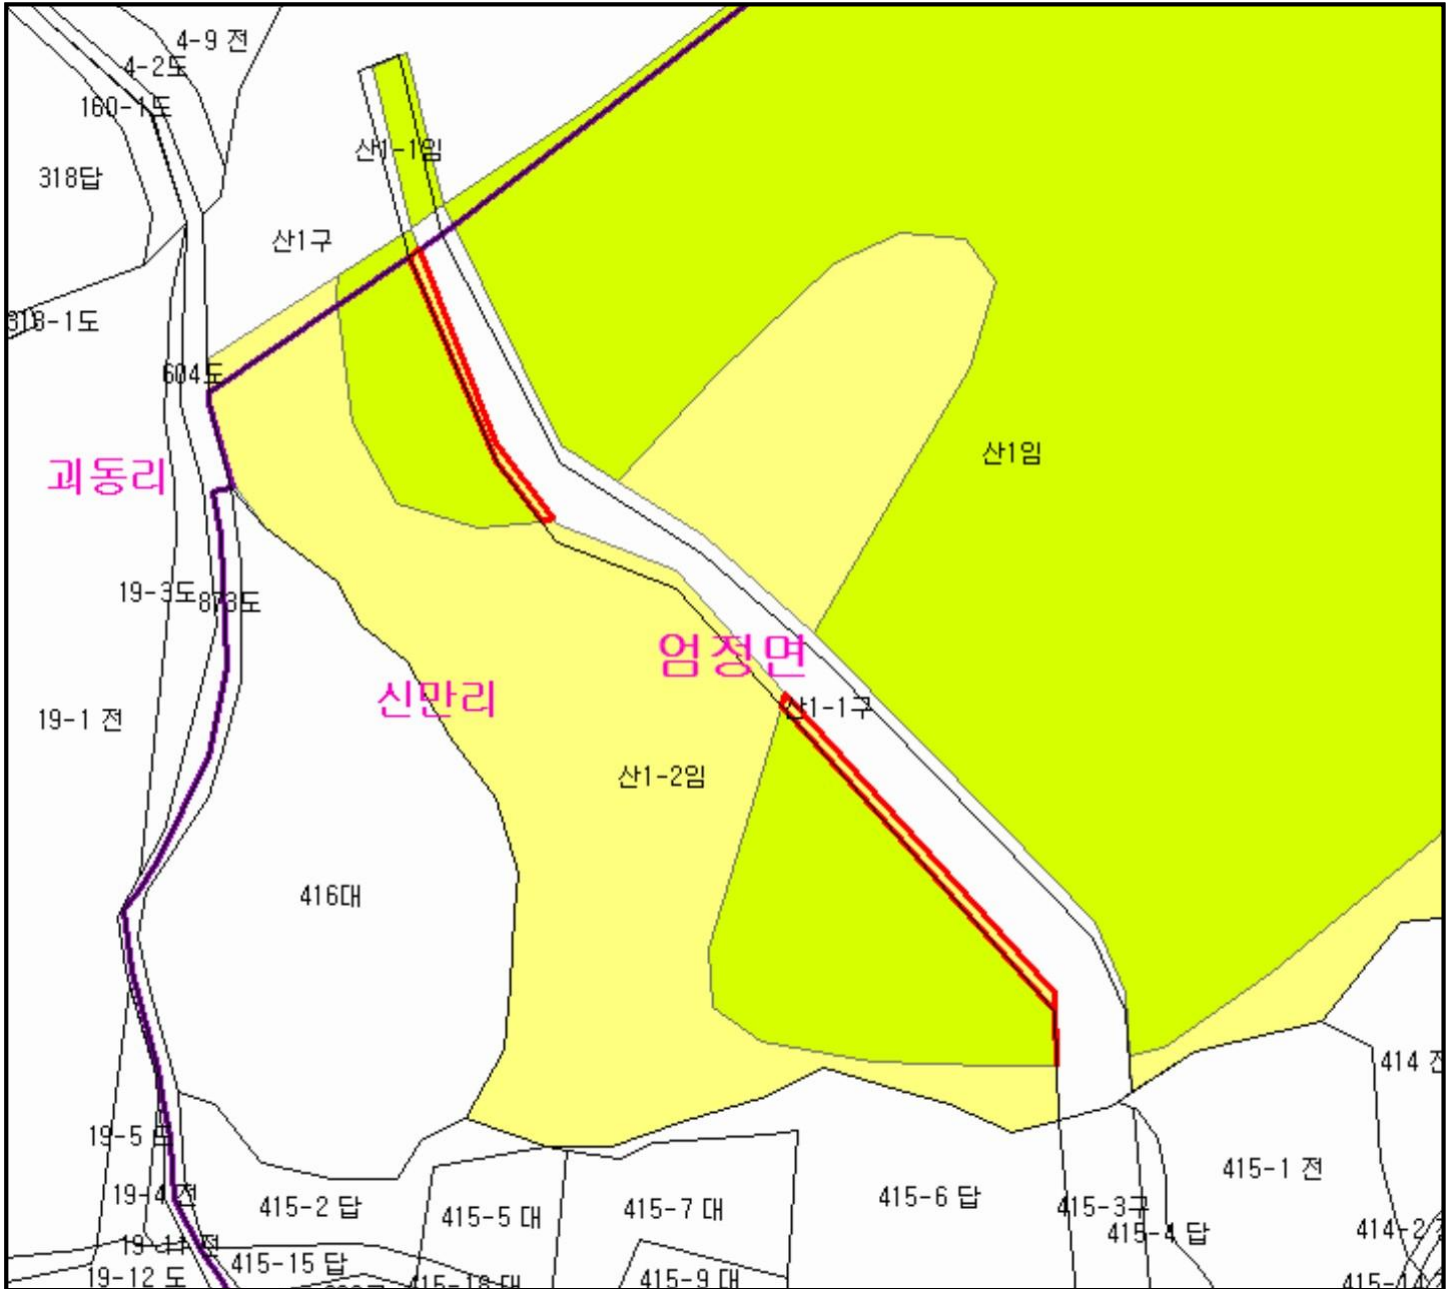 4-9 전
4-2도
160-1도
산1-1임
318답
산1구
318-1도
604도
산1임
괴동리
19-3도
873도
엄정면
신만리
산1-1구
19-1 전
산1-2임
416대
414 전
19-5 도
415-1 전
19-4 전
415-2 답
415-5 대
415-7 대
415-6 답
415-3구
415-4 답
414-2
19-11 전
415-15 답
19-12 도
415-9 대